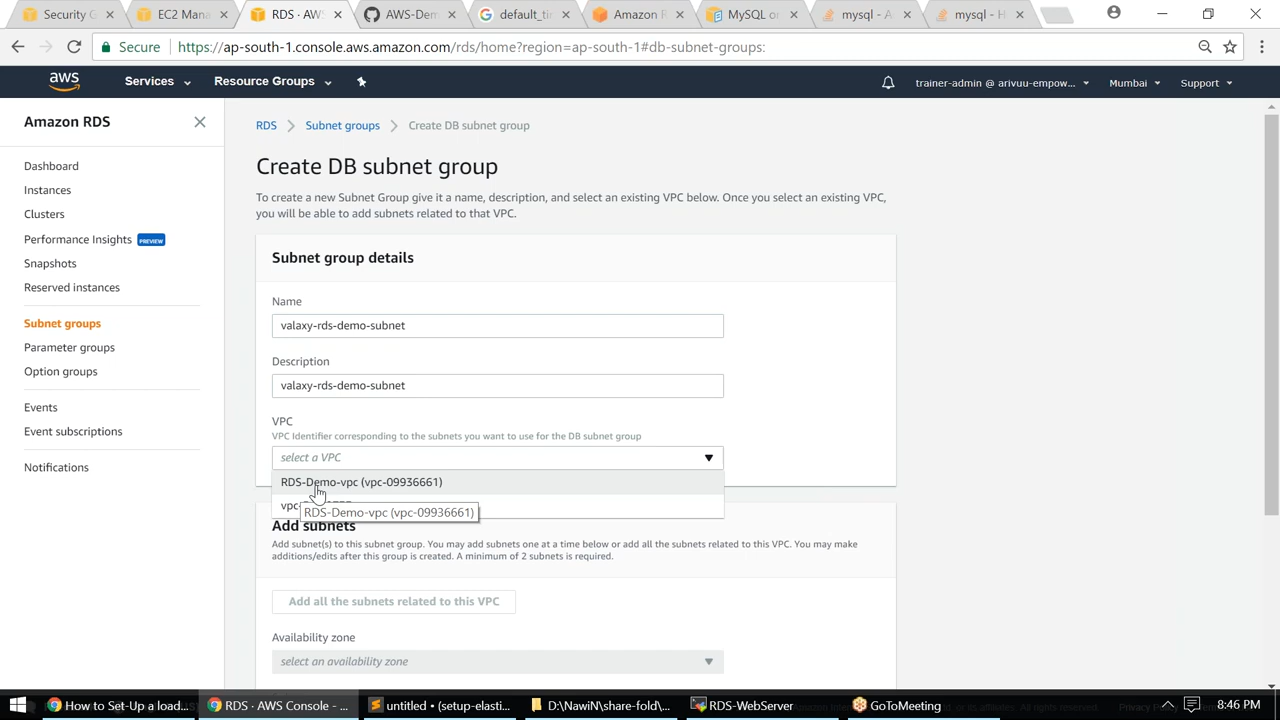 Security G
EC2 Mana
RDS · AWS
AWS-Dem
default_ti
Amazon R
MySQL on
mysql - A
mysql - H
Secure
https://ap-south-1.console.aws.amazon.com/rds/home?region=ap-south-1#db-subnet-groups:
aws
Services
Resource Groups
trainer-admin @ arivuu-empow...
Mumbai
Support
Amazon RDS
Dashboard
Instances
Clusters
Performance Insights PREVIEW
Snapshots
Reserved instances
Subnet groups
Parameter groups
Option groups
Events
Event subscriptions
Notifications
RDS
Subnet groups
Create DB subnet group
Create DB subnet group
To create a new Subnet Group give it a name, description, and select an existing VPC below. Once you select an existing VPC,
you will be able to add subnets related to that VPC.
Subnet group details
Name
valaxy-rds-demo-subnet
Description
valaxy-rds-demo-subnet
VPC
VPC Identifier corresponding to the subnets you want to use for the DB subnet group
select a VPC
RDS-Demo-vpc (vpc-09936661)
vpc-
RDS-Demo-vpc (vpc-09936661)
Add subnets
Add subnet(s) to this subnet group. You may add subnets one at a time below or add all the subnets related to this VPC. You may make
additions/edits after this group is created. A minimum of 2 subnets is required.
Add all the subnets related to this VPC
Availability zone
select an availability zone
How to Set-Up a load...
RDS · AWS Console - ...
untitled • (setup-elasti...
D:\NawiN\share-fold\...
RDS-WebServer
GoToMeeting
Privacy Policy
8:46 PM